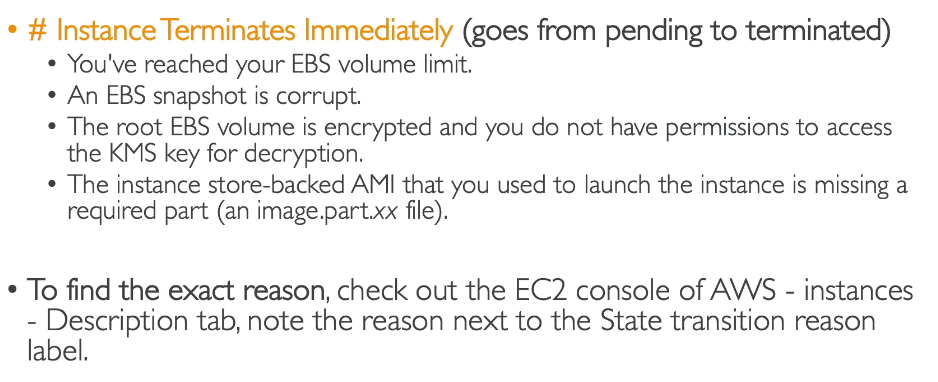 • # Instance Terminates Immediately (goes from pending to terminated)
• You've reached your EBS volume limit.
• An EBS snapshot is corrupt.
• The root EBS volume is encrypted and you do not have permissions to access
the KMS key for decryption.
• The instance store-backed AMI that you used to launch the instance is missing a
required part (an image.part.xx file).
• To find the exact reason, check out the EC2 console of AWS - instances
- Description tab, note the reason next to the State transition reason
label.